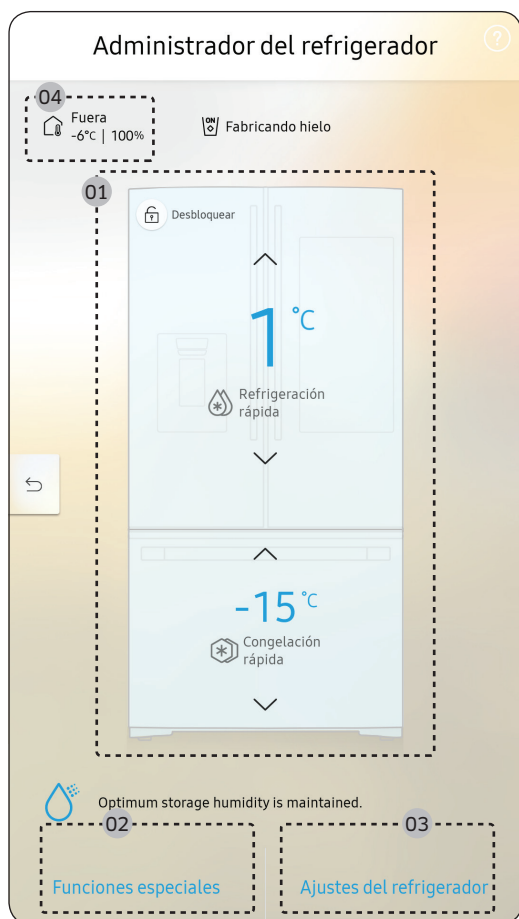 Administrador del refrigerador
?
04
Fuera
-6°C | 100%
ON
Fabricando hielo
01
Desbloquear
1 °C
Refrigeración
rápida
-15 °C
Congelación
rápida
Optimum storage humidity is maintained.
02
03
Funciones especiales
Ajustes del refrigerador